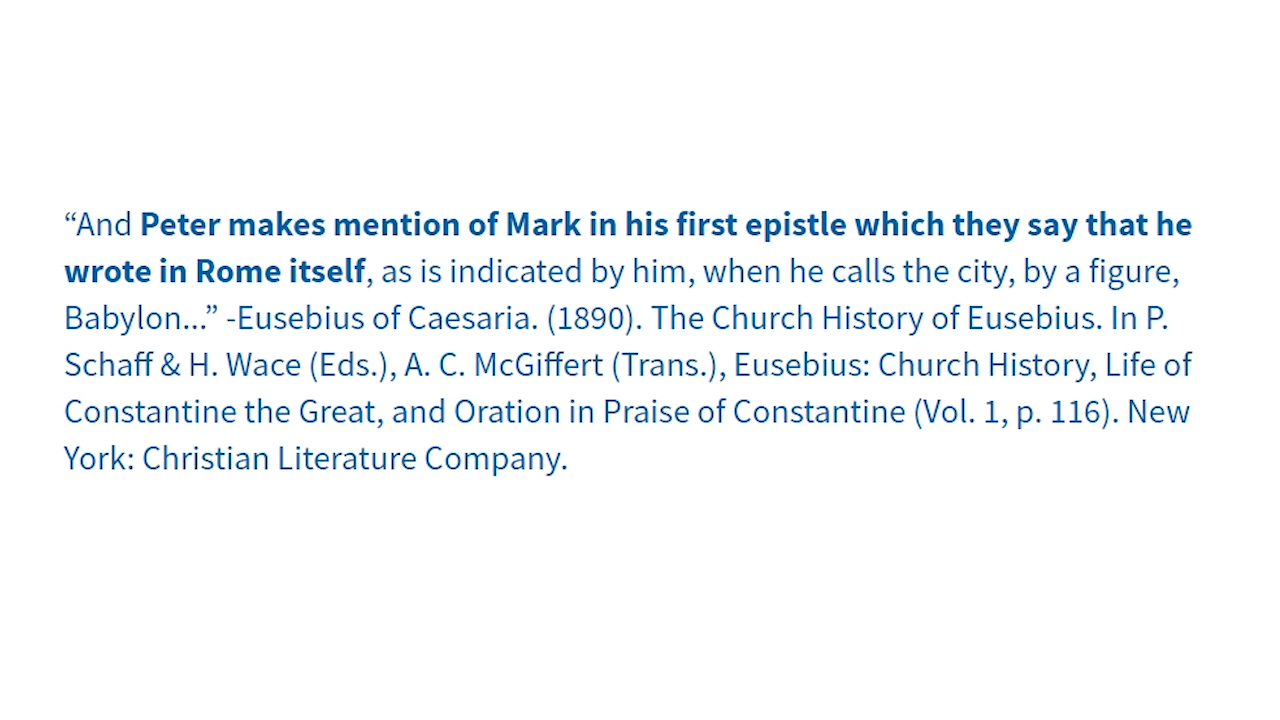 “And Peter makes mention of Mark in his first epistle which they say that he
wrote in Rome itself, as is indicated by him, when he calls the city, by a figure,
Babylon...” -Eusebius of Caesaria. (1890). The Church History of Eusebius. In P.
Schaff & H. Wace (Eds.), A. C. McGiffert (Trans.), Eusebius: Church History, Life of
Constantine the Great, and Oration in Praise of Constantine (Vol. 1, p. 116). New
York: Christian Literature Company.